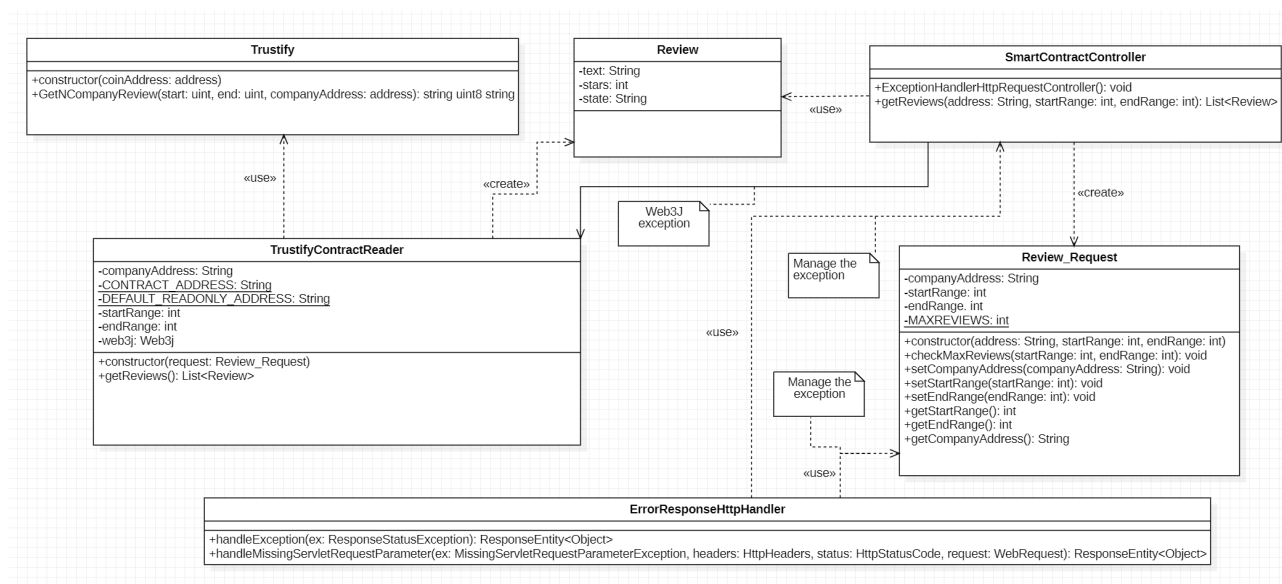 Trustify
+constructor(coinAddress: address)
+GetNCompanyReview(start: uint, end: uint, companyAddress: address): string uint8 string
Review
-text: String
-stars: int
-state: String
SmartContractController
+ExceptionHandlerHttpRequestController(): void
+getReviews(address: String, startRange: int, endRange: int): List<Review>
«use»
«use»
«create»
«create»
Web3J
exception
Manage the
exception
TrustifyContractReader
-companyAddress: String
-CONTRACT_ADDRESS: String
-DEFAULT_READONLY_ADDRESS: String
-startRange: int
-endRange: int
-web3j: Web3j
+constructor(request: Review_Request)
+getReviews(): List<Review>
Review_Request
-companyAddress: String
-startRange: int
-endRange. int
-MAXREVIEWS: int
+constructor(address: String, startRange: int, endRange: int)
+checkMaxReviews(startRange: int, endRange: int): void
+setCompanyAddress(companyAddress: String): void
+setStartRange(startRange: int): void
+setEndRange(endRange: int): void
+getStartRange(): int
+getEndRange(): int
+getCompanyAddress(): String
«use»
Manage the
exception
«use»
ErrorResponseHttpHandler
+handleException(ex: ResponseStatusException): ResponseEntity<Object>
+handleMissingServletRequestParameter(ex: MissingServletRequestParameterException, headers: HttpHeaders, status: HttpStatusCode, request: WebRequest): ResponseEntity<Object>